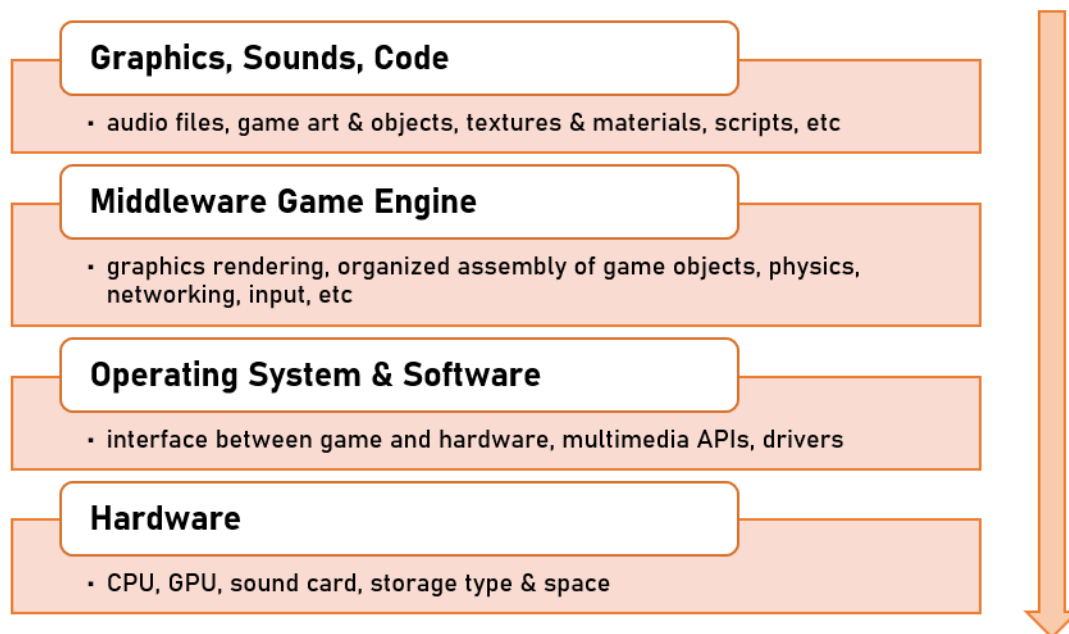 Graphics, Sounds, Code
▪ audio files, game art & objects, textures & materials, scripts, etc
Middleware Game Engine
▪ graphics rendering, organized assembly of game objects, physics,
networking, input, etc
Operating System & Software
▪ interface between game and hardware, multimedia APIs, drivers
Hardware
▪ CPU, GPU, sound card, storage type & space